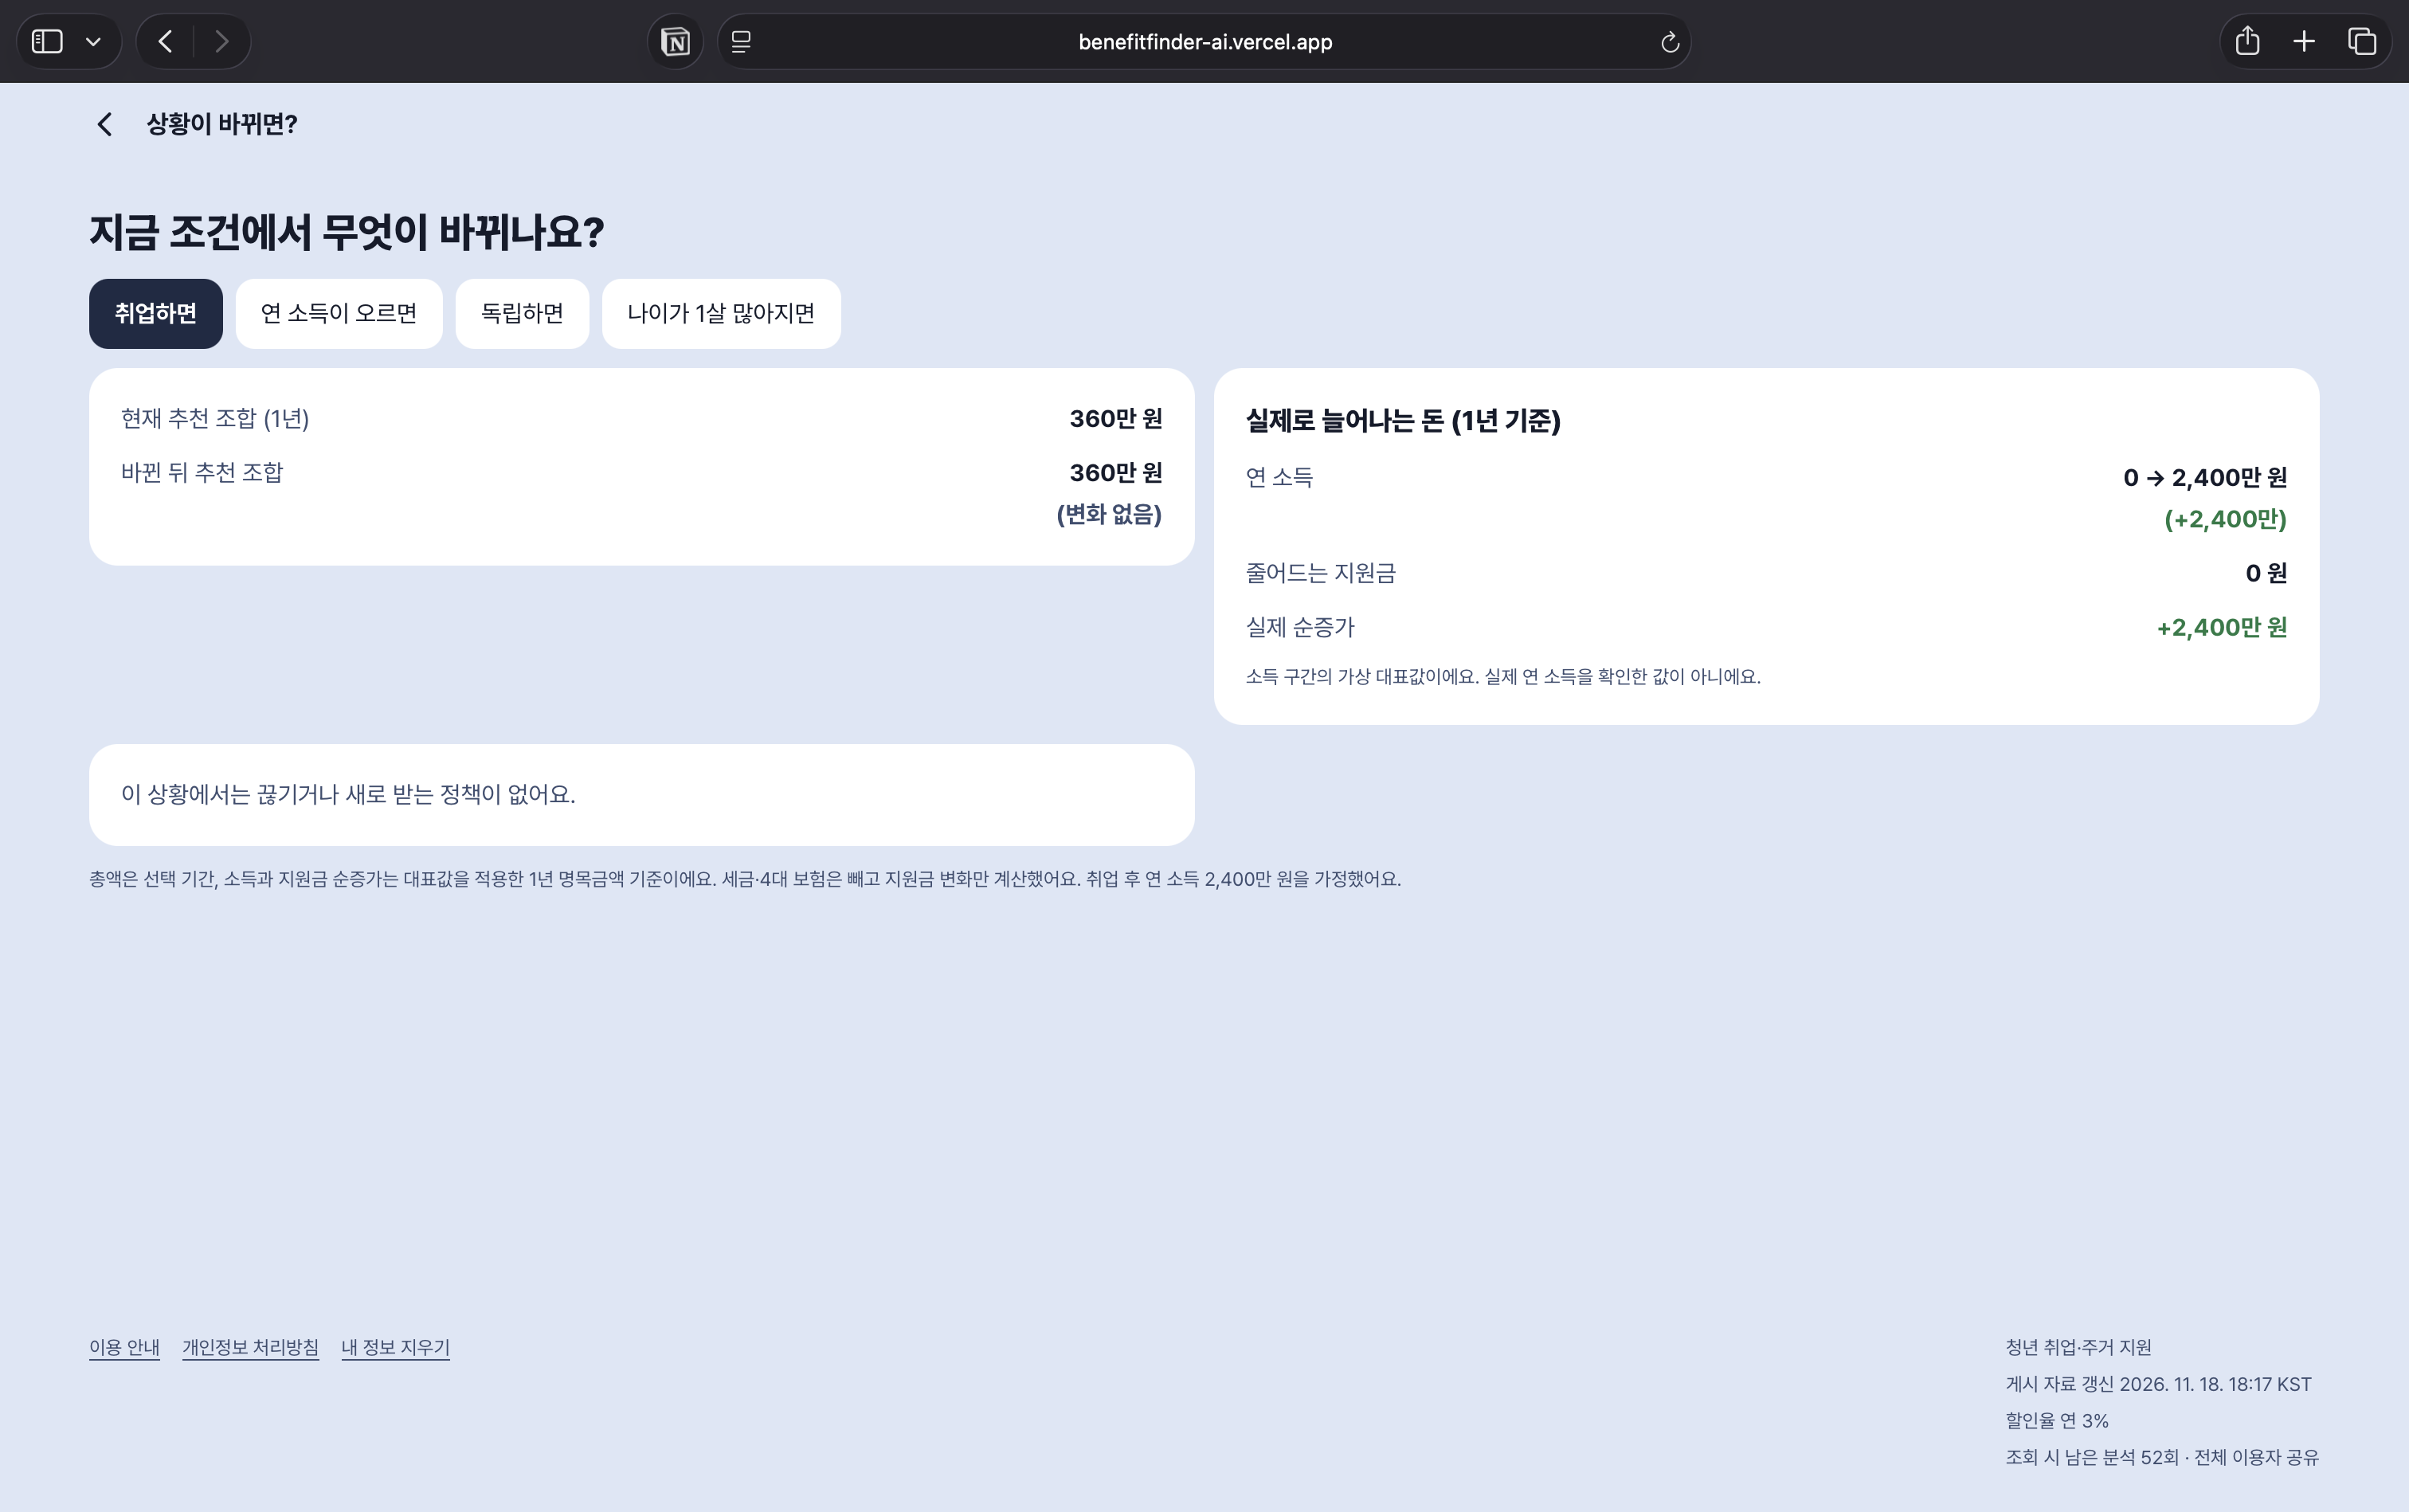 benefitfinder-ai.vercel.app
상황이 바뀌면?
지금 조건에서 무엇이 바뀌나요?
취업하면
연 소득이 오르면
독립하면
나이가 1살 많아지면
현재 추천 조합 (1년)
360만 원
바뀐 뒤 추천 조합
360만 원
(변화 없음)
실제로 늘어나는 돈 (1년 기준)
연 소득
0 → 2,400만 원
(+2,400만)
줄어드는 지원금
0 원
실제 순증가
+2,400만 원
소득 구간의 가상 대표값이에요. 실제 연 소득을 확인한 값이 아니에요.
이 상황에서는 끊기거나 새로 받는 정책이 없어요.
총액은 선택 기간, 소득과 지원금 순증가는 대표값을 적용한 1년 명목금액 기준이에요. 세금·4대 보험은 빼고 지원금 변화만 계산했어요. 취업 후 연 소득 2,400만 원을 가정했어요.
이용 안내
개인정보 처리방침
내 정보 지우기
청년 취업·주거 지원
게시 자료 갱신 2026. 11. 18. 18:17 KST
할인율 연 3%
조회 시 남은 분석 52회 · 전체 이용자 공유